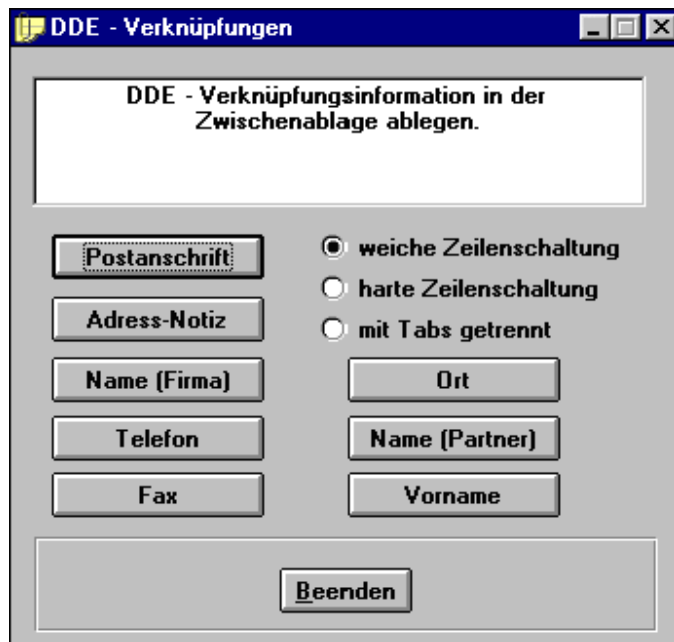 DDE - Verknüpfungen
DDE - Verknüpfungsinformation in der
Zwischenablage ablegen.
Postanschrift
weiche Zeilenschaltung
harte Zeilenschaltung
Adress-Notiz
mit Tabs getrennt
Name (Firma)
Ort
Telefon
Name (Partner)
Fax
Vorname
Beenden